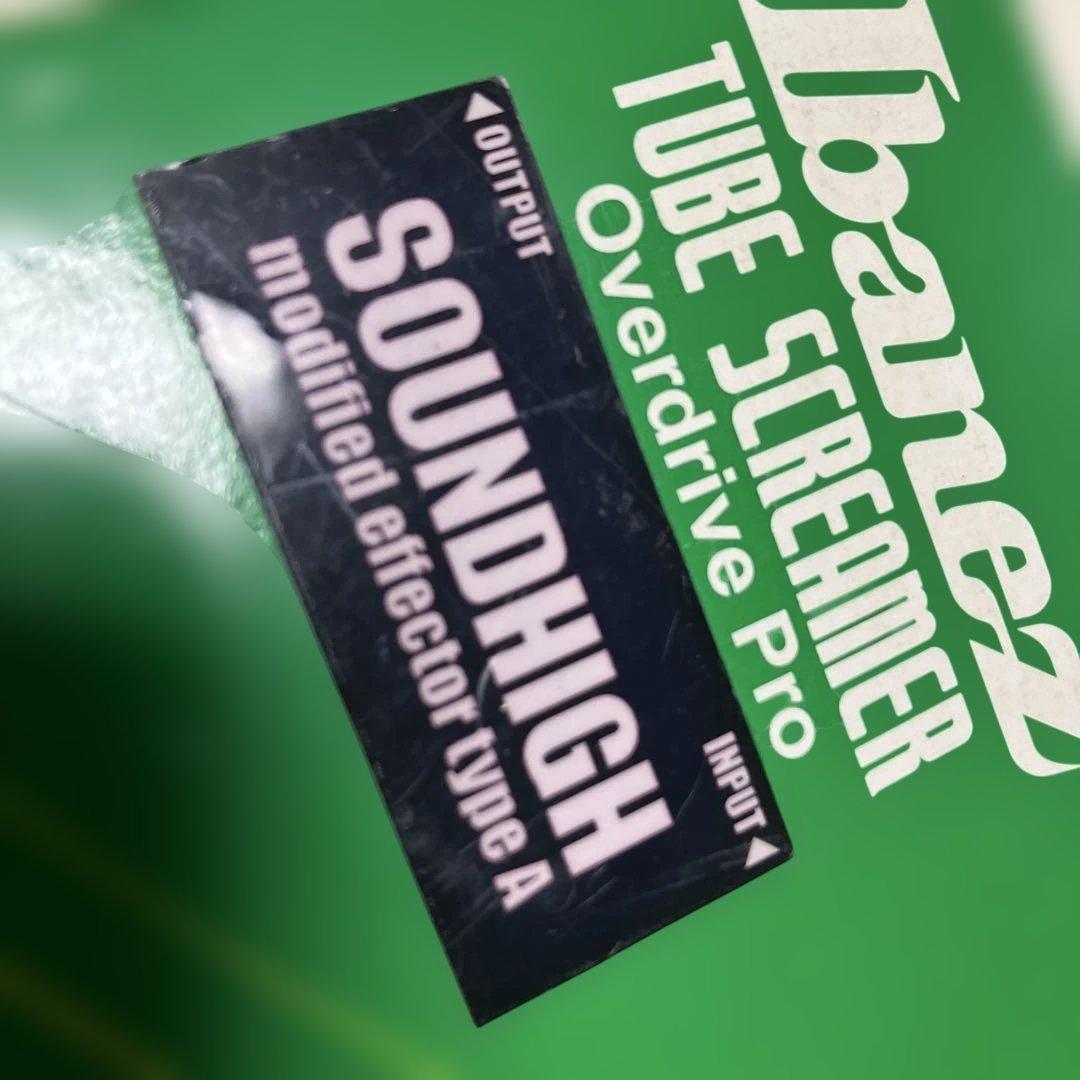 Ibanez
TUBE SCREAMER
Overdrive Pro
◀OUTPUT
INPUT◀
SOUNDHIGH
modified effector type A